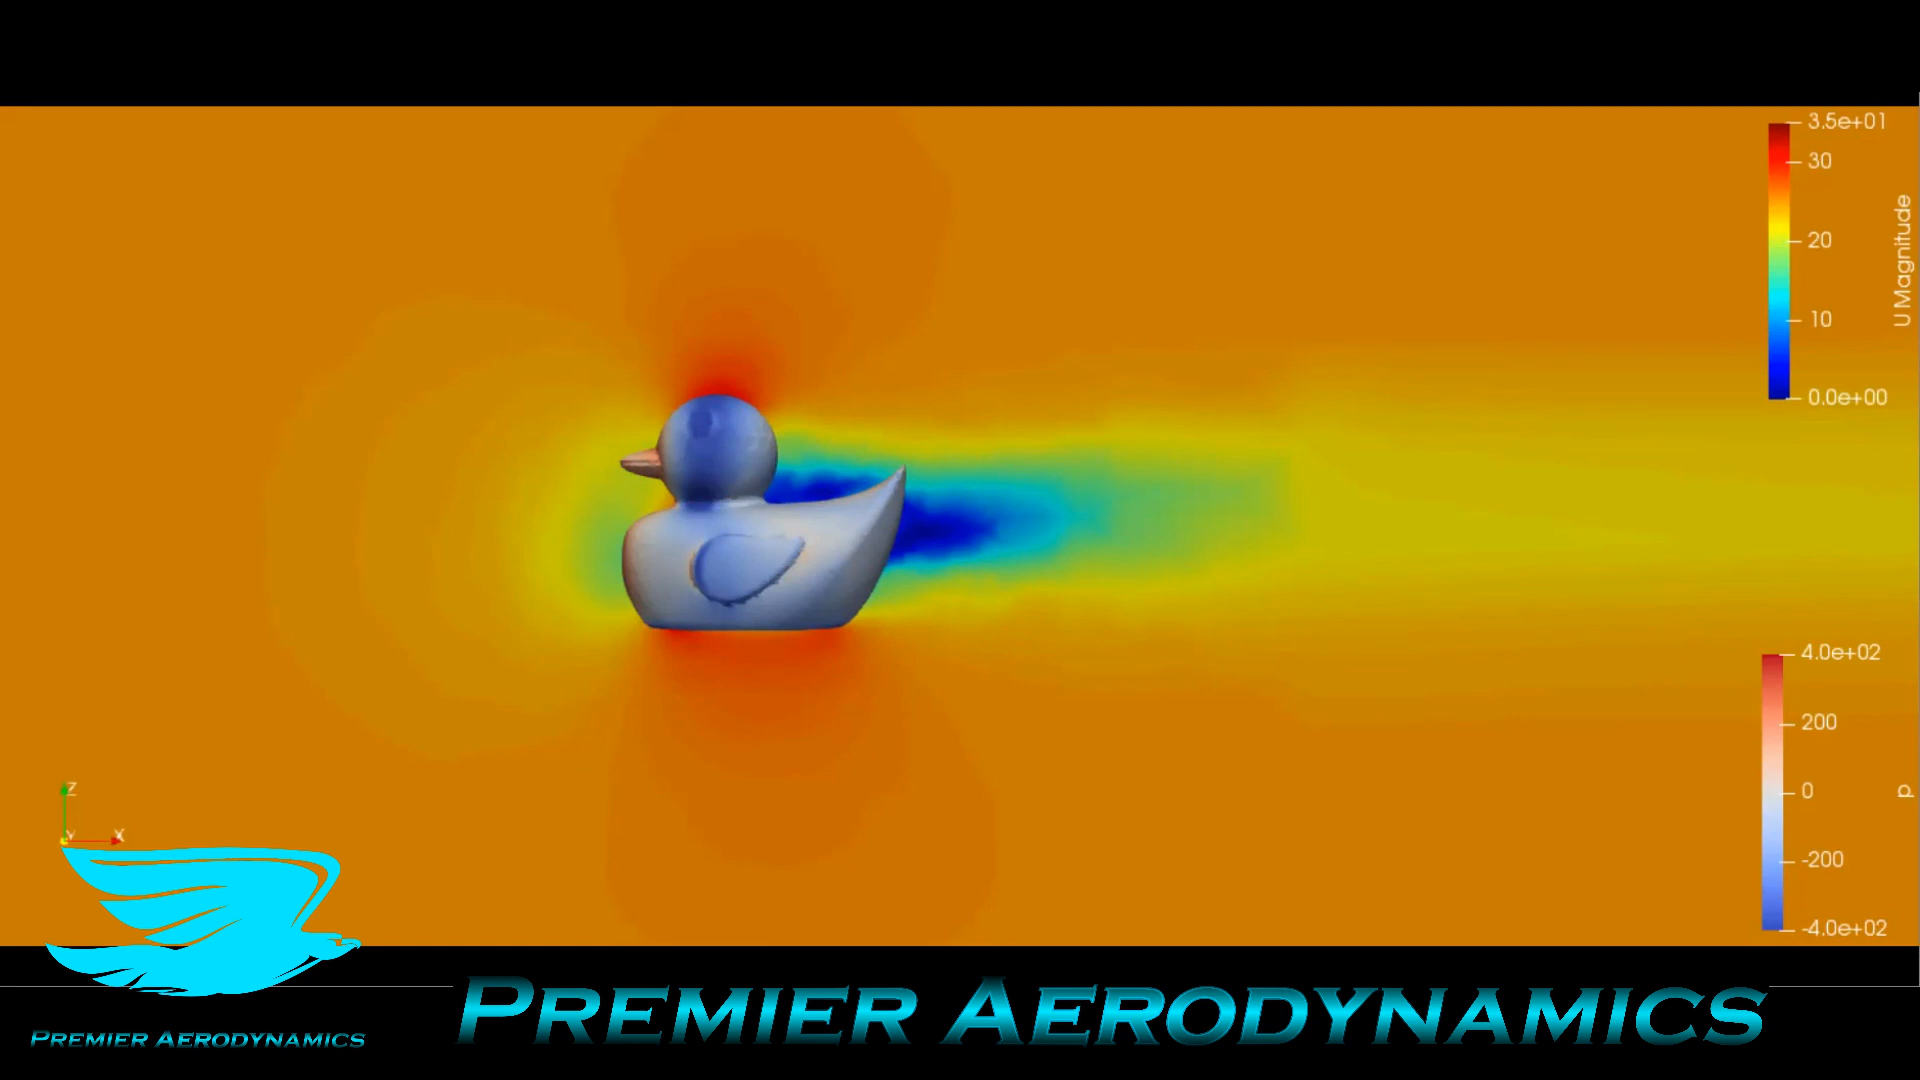 3.5e+01
30
20
10
0.0e+00
U Magnitude
4.0e+02
200
0
-200
-4.0e+02
p
Z
Y
X
PREMIER AERODYNAMICS
PREMIER AERODYNAMICS